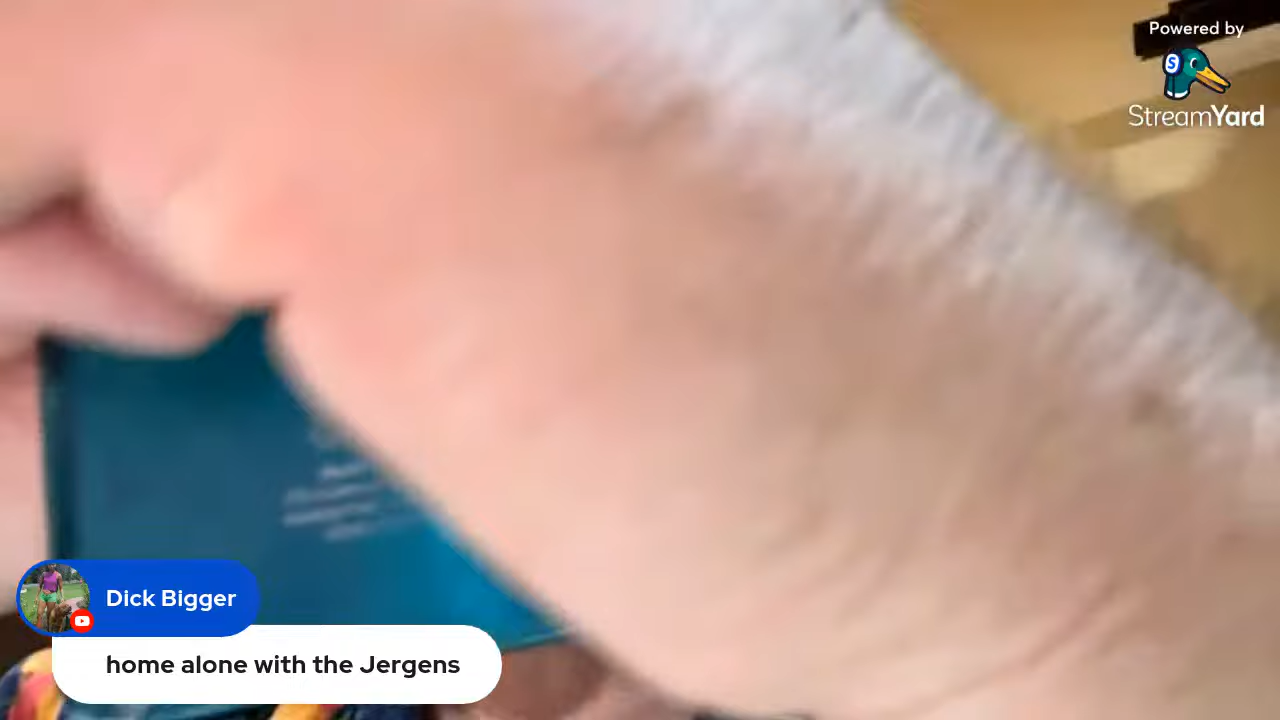 Powered by
StreamYard
Dick Bigger
home alone with the Jergens